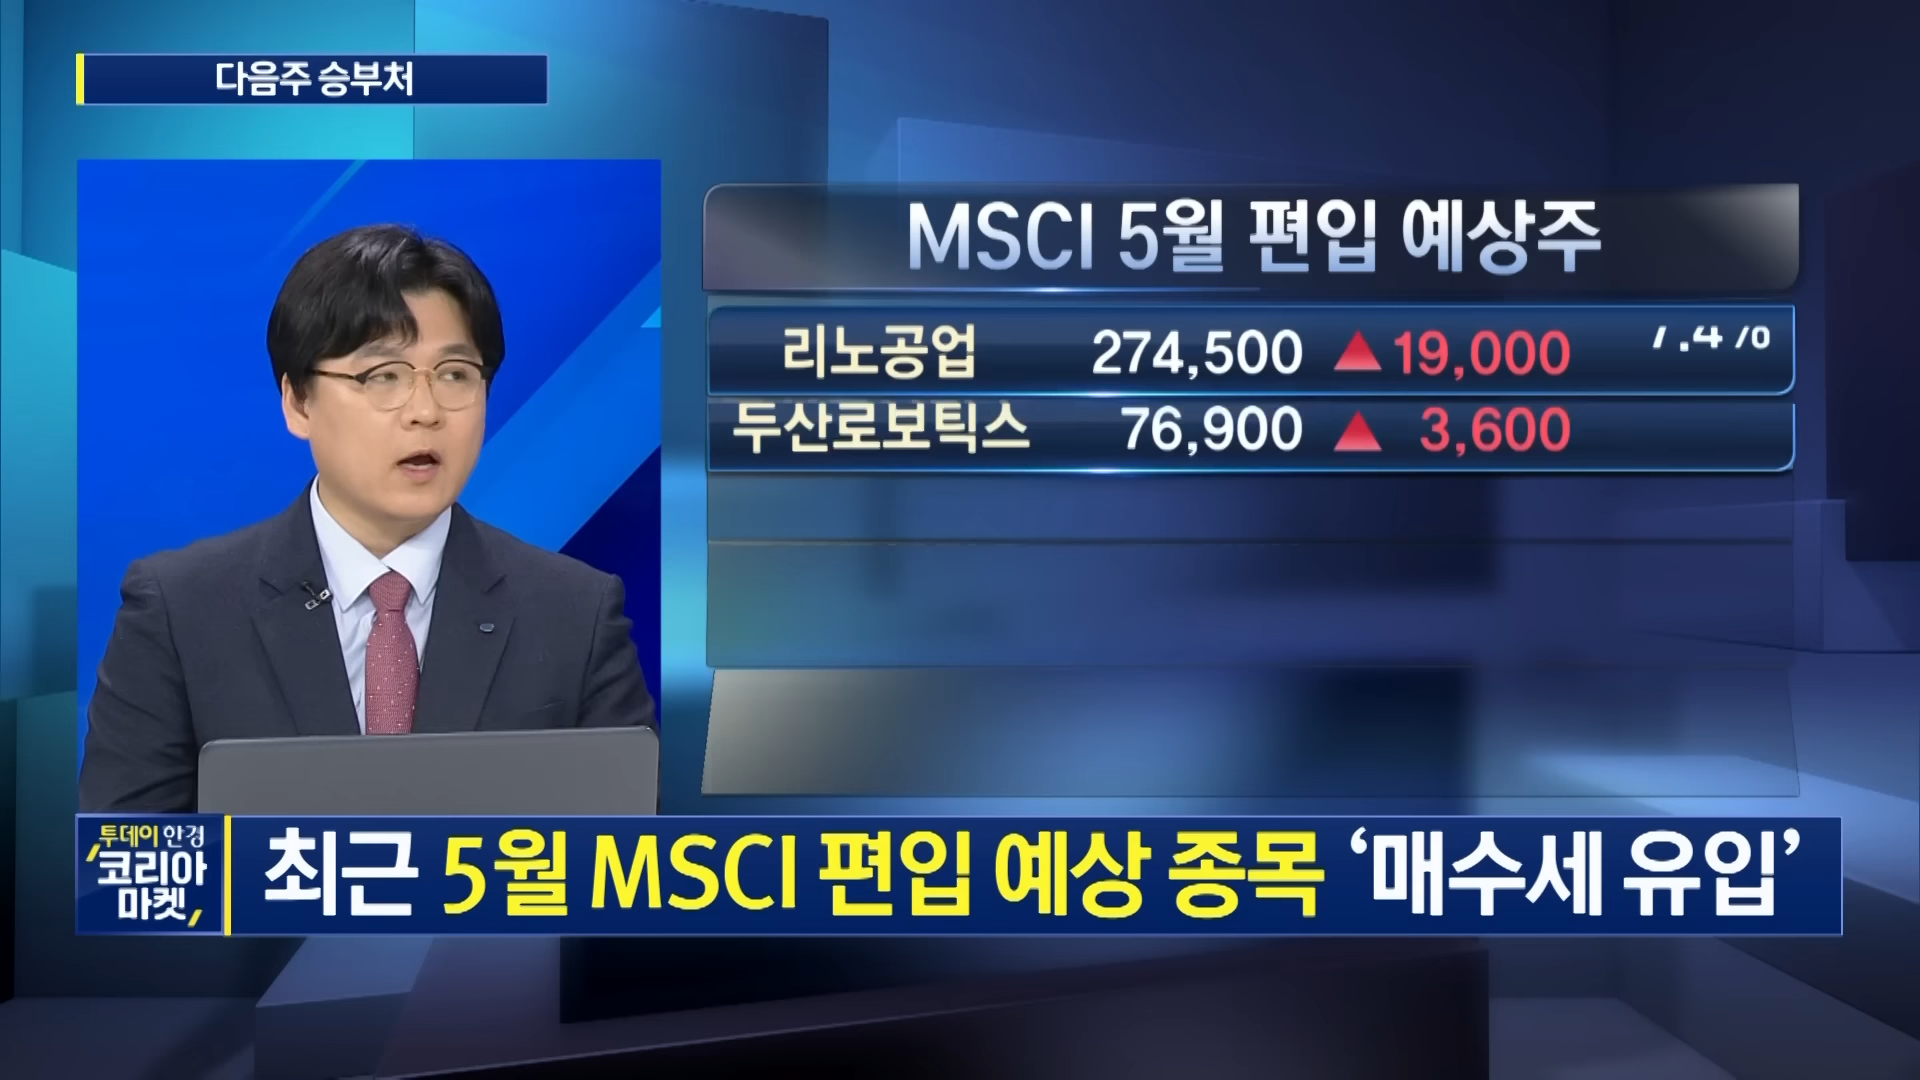 다음주 승부처
MSCI 5월 편입 예상주
리노공업 274,500 ▲ 19,000
두산로보틱스 76,900 ▲ 3,600
투데이 한경
코리아
마켓
최근 5월 MSCI 편입 예상 종목 ‘매수세 유입’